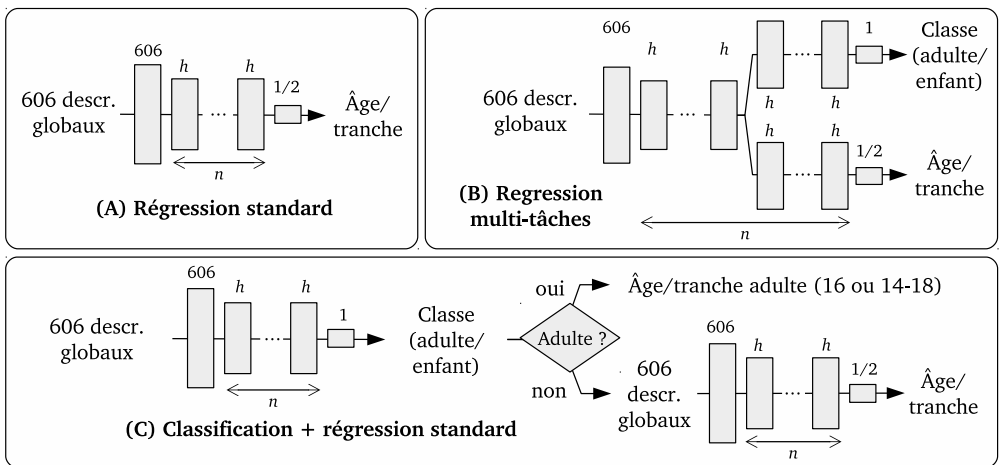 606
h
h
1/2
606 descr.
globaux
...
Âge/
tranche
n
(A) Régression standard
606
h
h
1
Classe
(adulte/
enfant)
...
h
h
606 descr.
globaux
...
h
h
1/2
...
Âge/
tranche
(B) Regression
multi-tâches
n
606
h
h
1
606 descr.
globaux
...
Classe
(adulte/
enfant)
n
Adulte ?
oui
Âge/tranche adulte (16 ou 14-18)
non
606
descr.
globaux
606
h
h
1/2
...
Âge/
tranche
n
(C) Classification + régression standard